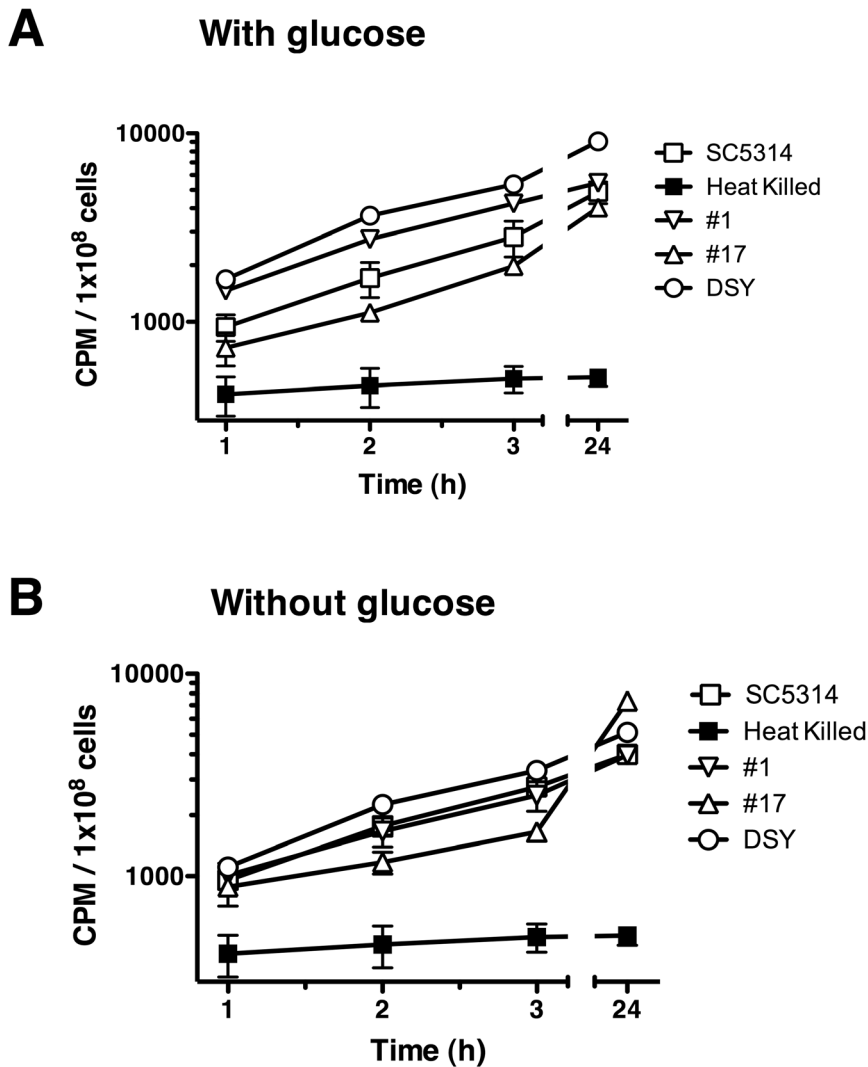 A
With glucose
10000
1000
CPM / 1x10⁸ cells
1
2
3
24
Time (h)
SC5314
Heat Killed
#1
#17
DSY
B
Without glucose
10000
1000
CPM / 1x10⁸ cells
1
2
3
24
Time (h)
SC5314
Heat Killed
#1
#17
DSY